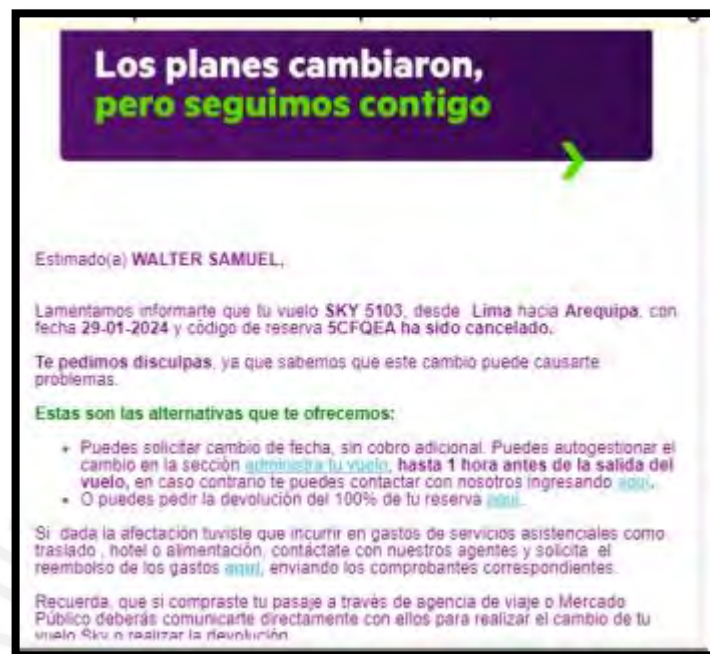 Los planes cambiaron,
pero seguimos contigo
Estimado(a) WALTER SAMUEL,
Lamentamos informarte que tu vuelo SKY 5103, desde Lima hacia Arequipa, con
fecha 29-01-2024 y código de reserva 5CFQEA ha sido cancelado.
Te pedimos disculpas, ya que sabemos que este cambio puede causarte
problemas.
Estas son las alternativas que te ofrecemos:
• Puedes solicitar cambio de fecha, sin cobro adicional. Puedes autogestionar el
cambio en la sección administra tu vuelo, hasta 1 hora antes de la salida del
vuelo, en caso contrario te puedes contactar con nosotros ingresando aquí.
• O puedes pedir la devolución del 100% de tu reserva aquí.
Si dada la afectación tuviste que incurrir en gastos de servicios asistenciales como
traslado , hotel o alimentación, contáctate con nuestros agentes y solicita el
reembolso de los gastos aquí, enviando los comprobantes correspondientes.
Recuerda, que si compraste tu pasaje a través de agencia de viaje o Mercado
Público deberás comunicarte directamente con ellos para realizar el cambio de tu
vuelo Sky o realizar la devolución